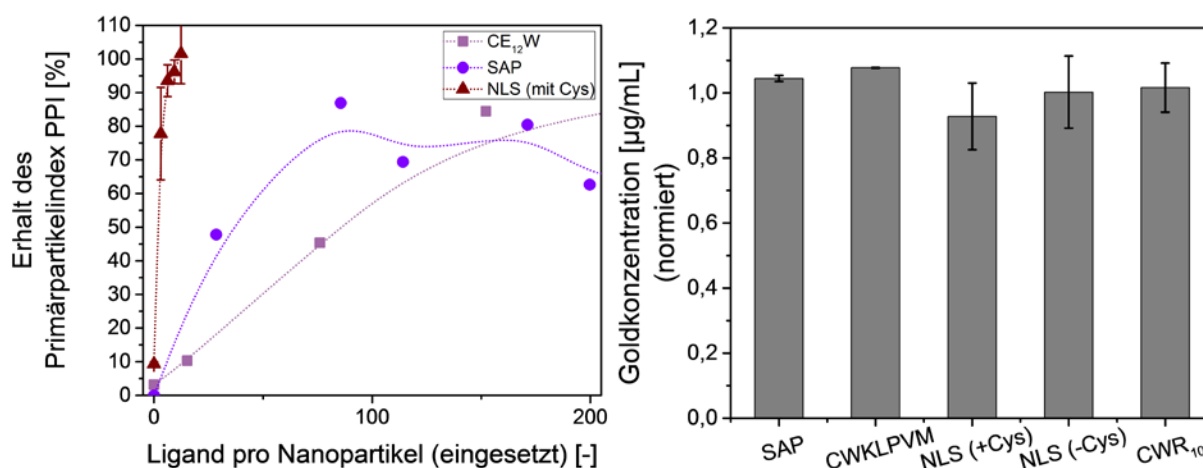 Erhalt des
Primärpartikelindex PPI [%]
110
100
90
80
70
60
50
40
30
20
10
0
0
100
200
Ligand pro Nanopartikel (eingesetzt) [-]
CE₁₂W
SAP
NLS (mit Cys)
Goldkonzentration [µg/mL]
(normiert)
1,2
1,0
0,8
0,6
0,4
0,2
0,0
SAP
CWKLPVM
NLS (+Cys)
NLS (-Cys)